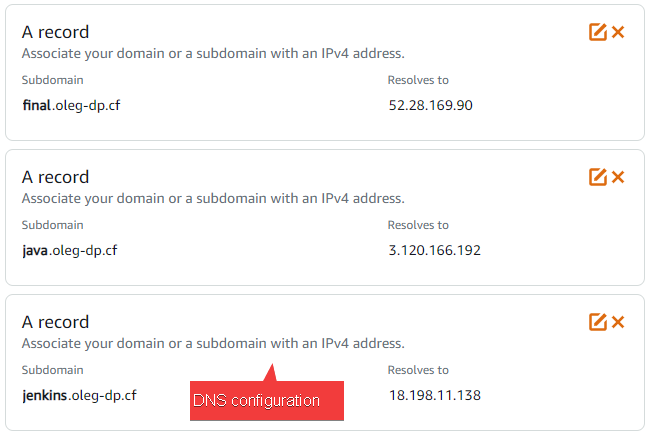 A record
Associate your domain or a subdomain with an IPv4 address.
Subdomain Resolves to
final.oleg-dp.cf 52.28.169.90
A record
Associate your domain or a subdomain with an IPv4 address.
Subdomain Resolves to
java.oleg-dp.cf 3.120.166.192
A record
Associate your domain or a subdomain with an IPv4 address.
Subdomain Resolves to
jenkins.oleg-dp.cf 18.198.11.138
DNS configuration